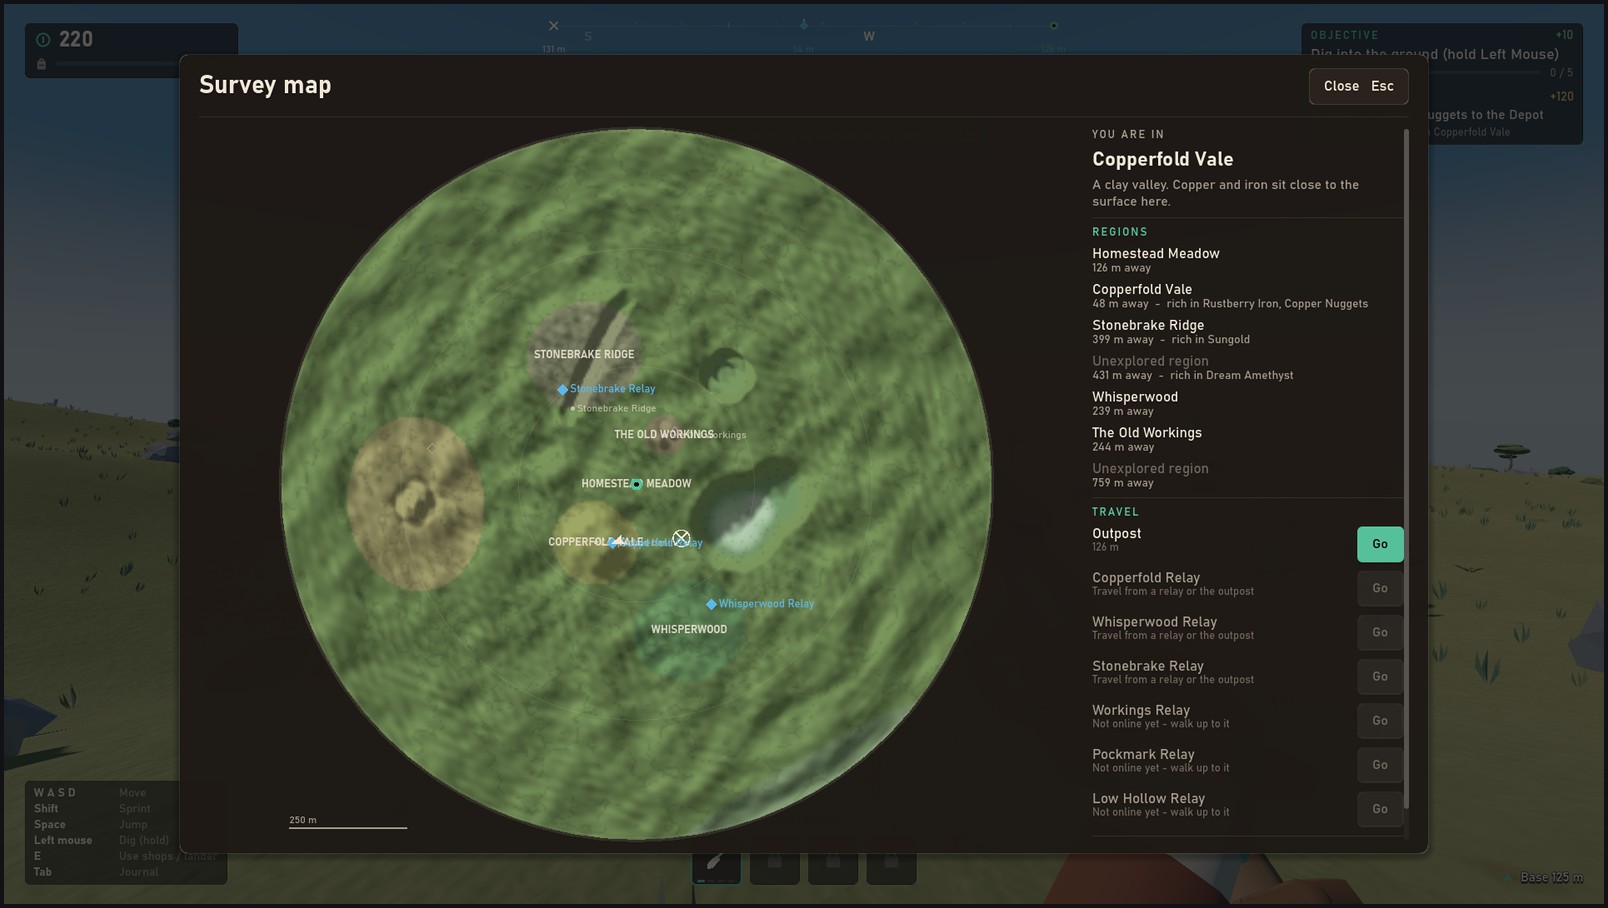 220
S
W
131 m
OBJECTIVE
+10
Dig into the ground (hold Left Mouse)
0 / 5
+120
uggets to the Depot
Copperfold Vale
Survey map
Close Esc
STONEBRAKE RIDGE
Stonebrake Relay
Stonebrake Ridge
THE OLD WORKINGS
HOMESTEAD MEADOW
COPPERFOLD VALE
Whisperwood Relay
WHISPERWOOD
250 m
YOU ARE IN
Copperfold Vale
A clay valley. Copper and iron sit close to the
surface here.
REGIONS
Homestead Meadow
126 m away
Copperfold Vale
48 m away - rich in Rustberry Iron, Copper Nuggets
Stonebrake Ridge
399 m away - rich in Sungold
Unexplored region
431 m away - rich in Dream Amethyst
Whisperwood
239 m away
The Old Workings
244 m away
Unexplored region
759 m away
TRAVEL
Outpost
126 m
Go
Copperfold Relay
Travel from a relay or the outpost
Go
Whisperwood Relay
Travel from a relay or the outpost
Go
Stonebrake Relay
Travel from a relay or the outpost
Go
Workings Relay
Not online yet - walk up to it
Go
Pockmark Relay
Not online yet - walk up to it
Go
Low Hollow Relay
Not online yet - walk up to it
Go
W A S D Move
Shift Sprint
Space Jump
Left mouse Dig (hold)
E Use shops / lander
Tab Journal
Base 125 m